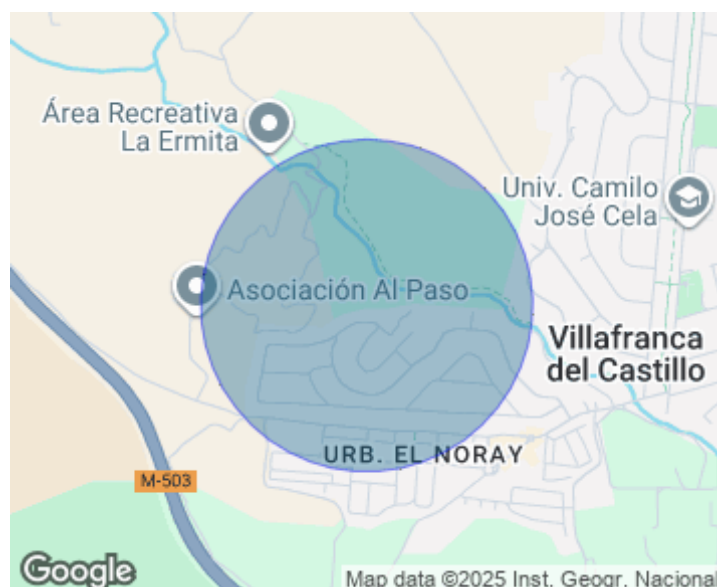 Área Recreativa
La Ermita
Univ. Camilo
José Cela
Asociación Al Paso
Villafranca
del Castillo
URB. EL NORAY
M-503
Google
Map data ©2025 Inst. Geogr. Nacional